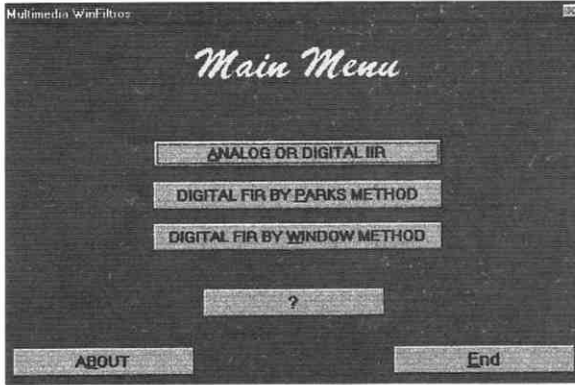 Multimedia WinFiltros
Main Menu
ANALOG OR DIGITAL IIR
DIGITAL FIR BY PARKS METHOD
DIGITAL FIR BY WINDOW METHOD
?
ABOUT
End